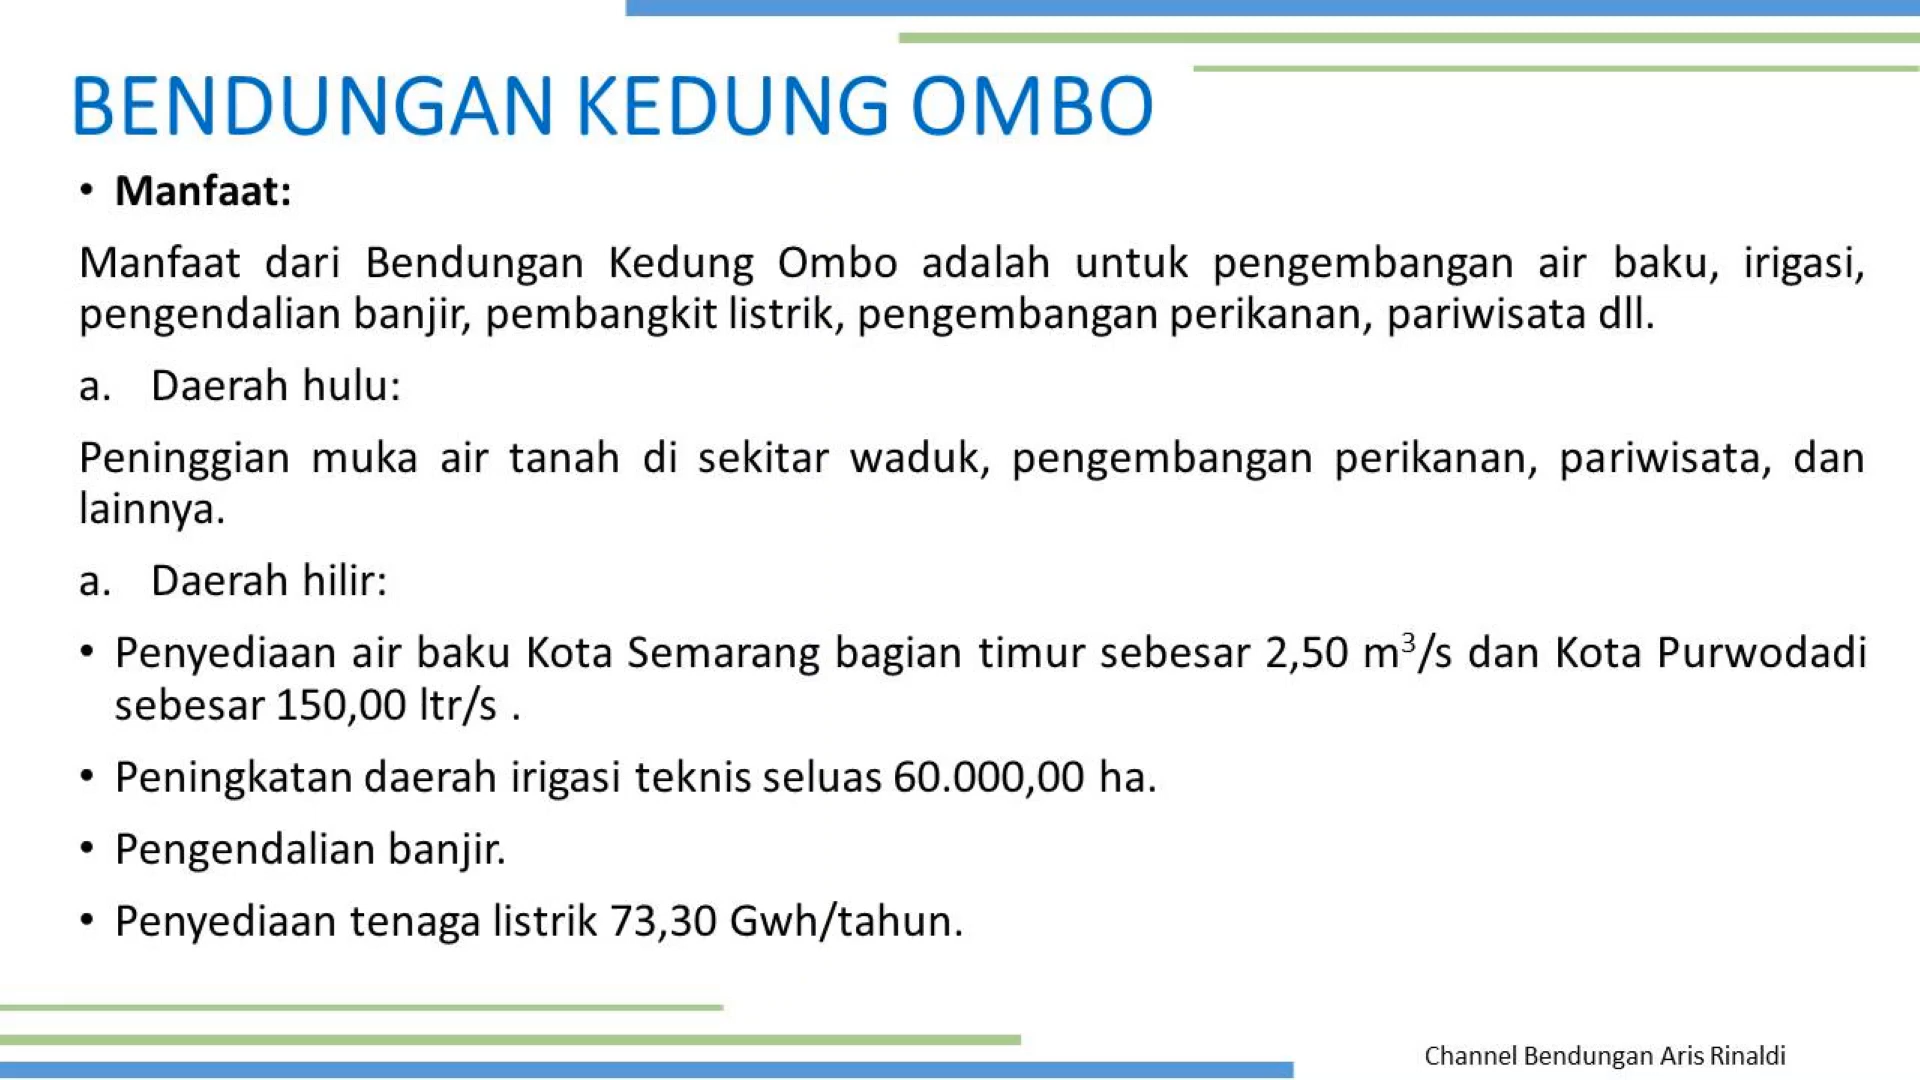 BENDUNGAN KEDUNG OMBO
• Manfaat:
Manfaat dari Bendungan Kedung Ombo adalah untuk pengembangan air baku, irigasi,
pengendalian banjir, pembangkit listrik, pengembangan perikanan, pariwisata dll.
a. Daerah hulu:
Peninggian muka air tanah di sekitar waduk, pengembangan perikanan, pariwisata, dan
lainnya.
a. Daerah hilir:
• Penyediaan air baku Kota Semarang bagian timur sebesar 2,50 m³/s dan Kota Purwodadi
sebesar 150,00 ltr/s .
• Peningkatan daerah irigasi teknis seluas 60.000,00 ha.
• Pengendalian banjir.
• Penyediaan tenaga listrik 73,30 Gwh/tahun.
Channel Bendungan Aris Rinaldi